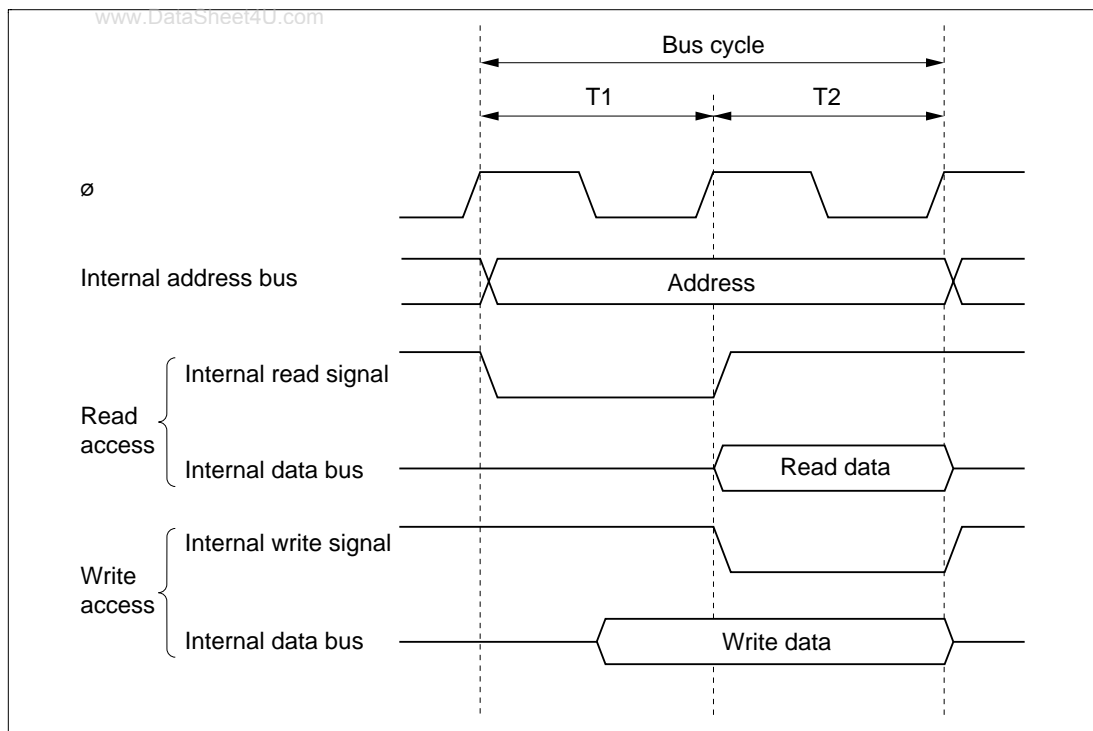 www.DataSheet4U.com
Bus cycle
T1 T2
ø
Internal address bus Address
Internal read signal
Read
access
Internal data bus Read data
Internal write signal
Write
access
Internal data bus Write data